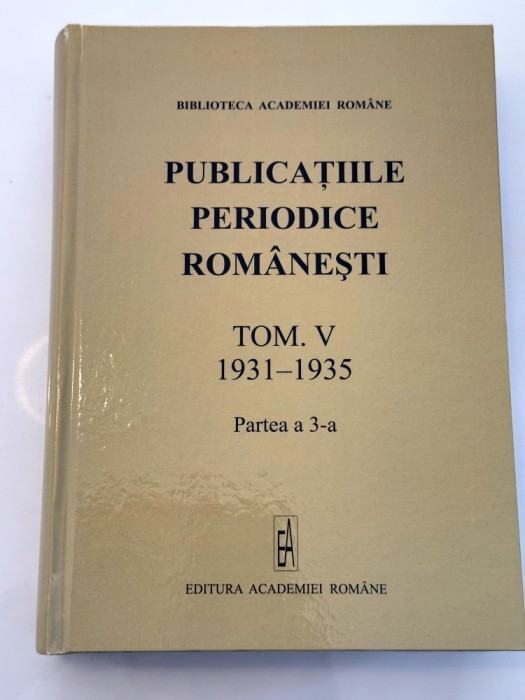 BIBLIOTECA ACADEMIEI ROMÂNE
PUBLICAȚIILE
PERIODICE
ROMÂNEȘTI
TOM. V
1931–1935
Partea a 3-a
EA
EDITURA ACADEMIEI ROMÂNE